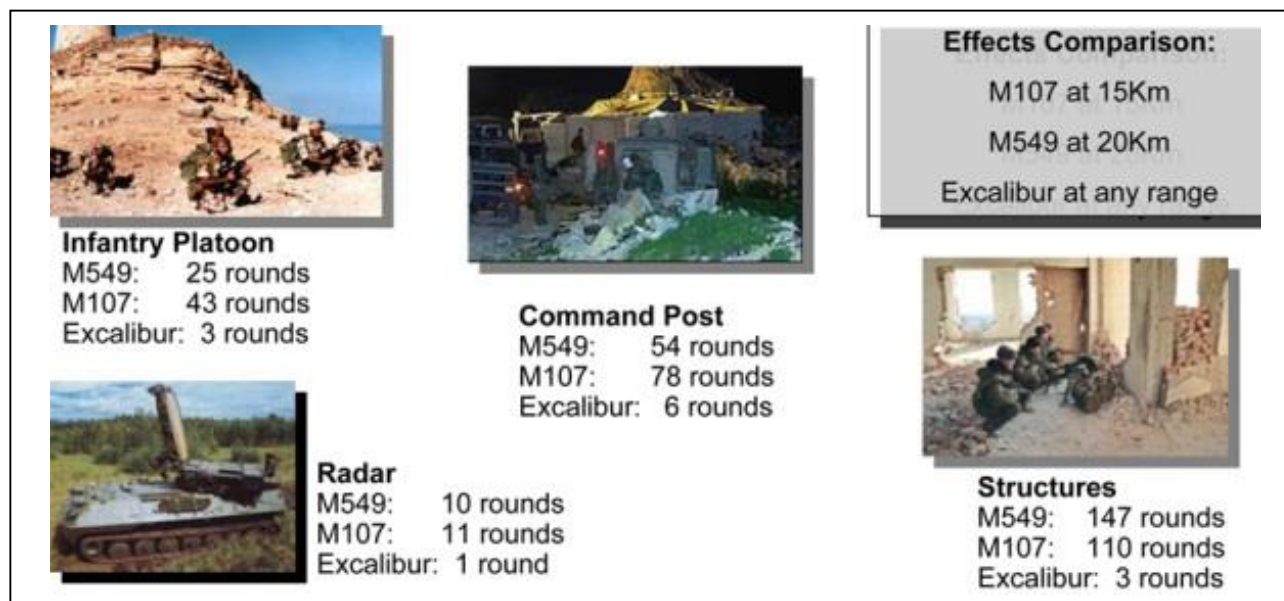 Effects Comparison:
M107 at 15Km
M549 at 20Km
Excalibur at any range
Infantry Platoon
M549: 25 rounds
M107: 43 rounds
Excalibur: 3 rounds
Command Post
M549: 54 rounds
M107: 78 rounds
Excalibur: 6 rounds
Radar
M549: 10 rounds
M107: 11 rounds
Excalibur: 1 round
Structures
M549: 147 rounds
M107: 110 rounds
Excalibur: 3 rounds